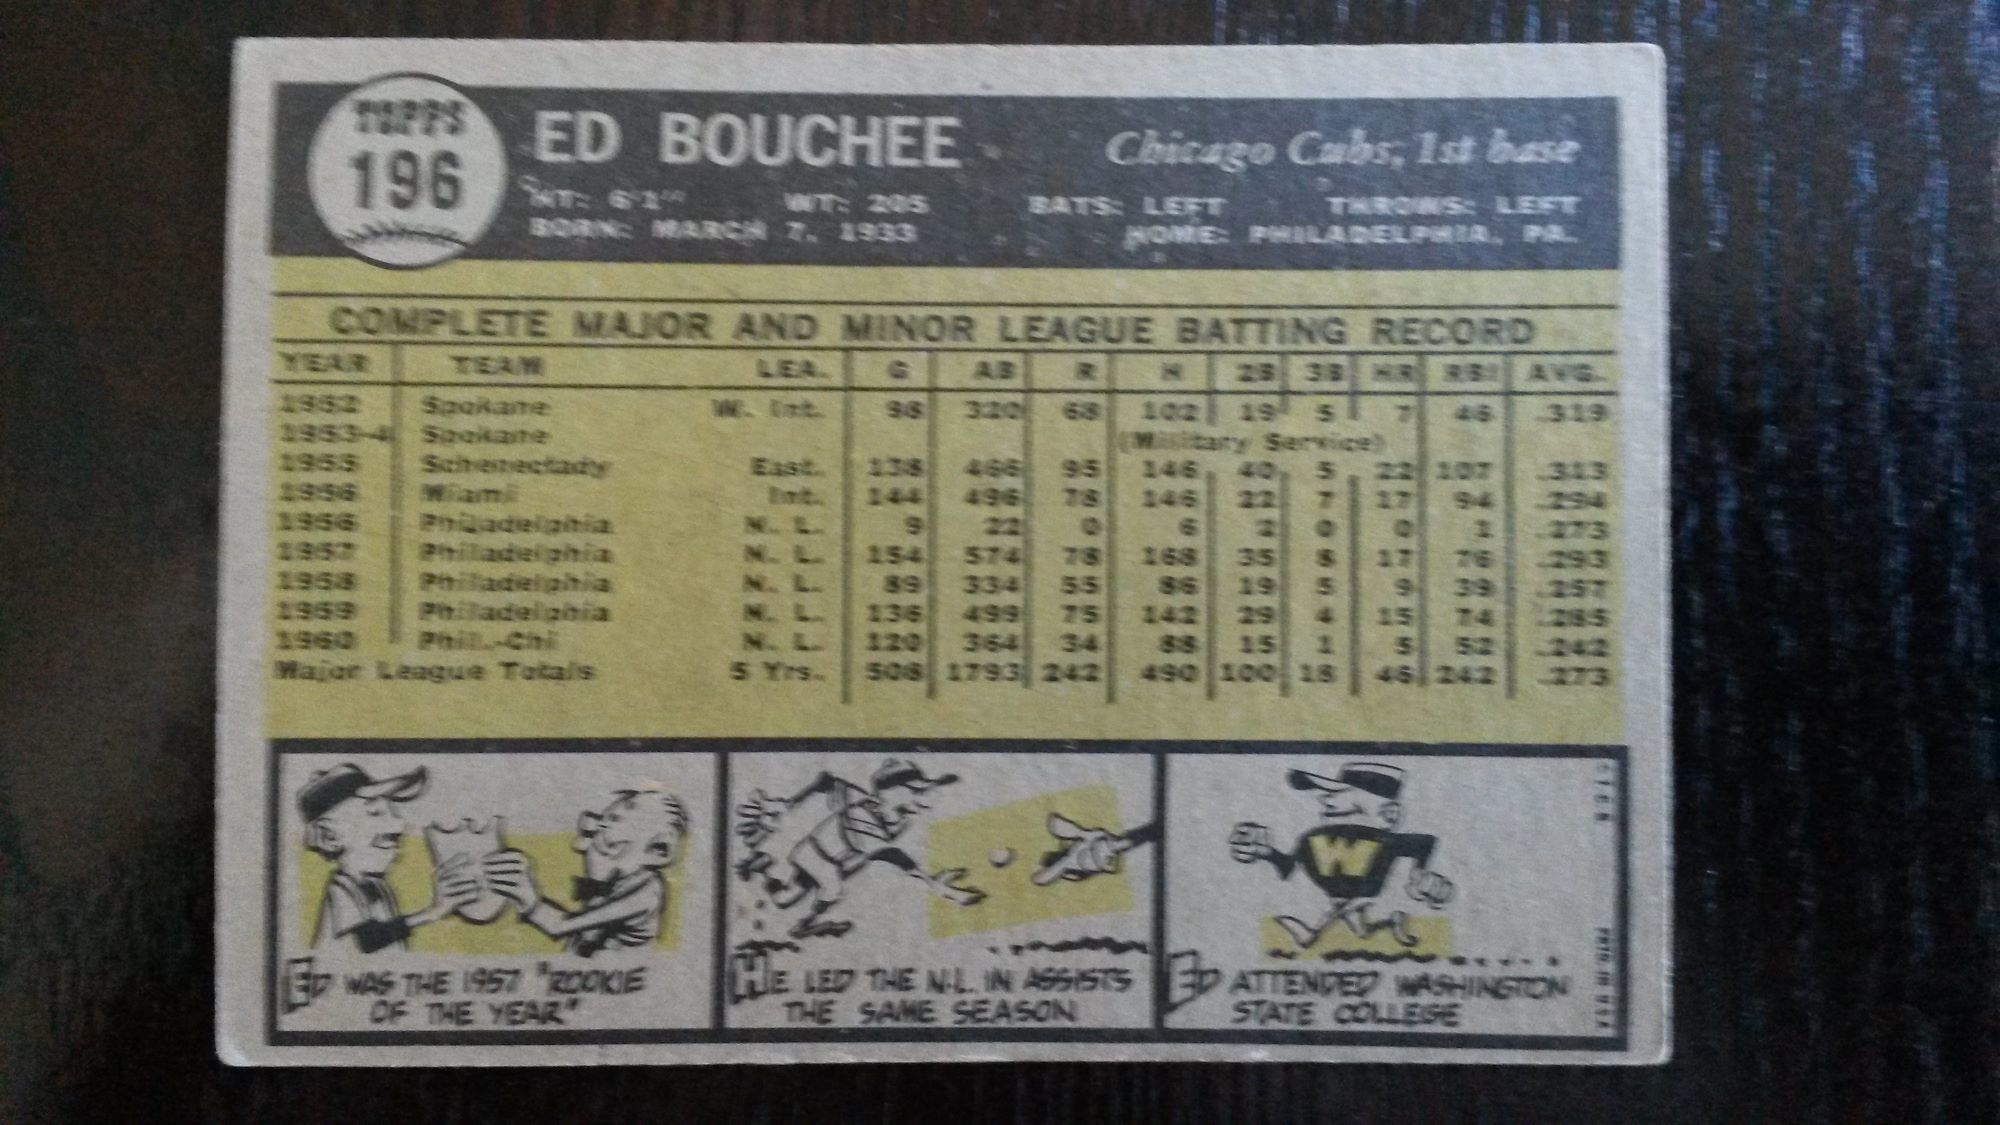 TOPPS
196
ED BOUCHEE
Chicago Cubs, 1st base
HT: 6'1" WT: 205 BATS: LEFT THROWS: LEFT
BORN: MARCH 7, 1933 HOME: PHILADELPHIA, PA.
COMPLETE MAJOR AND MINOR LEAGUE BATTING RECORD
YEAR TEAM LEA. G AB R H 2B 3B HR RBI AVG.
1952 Spokane W. Int. 98 320 68 102 19 5 7 46 .319
1953-4 Spokane (Military Service)
1955 Schenectady East. 138 466 95 146 40 5 22 107 .313
1956 Miami Int. 144 496 78 146 22 7 17 94 .294
1956 Philadelphia N. L. 9 22 0 6 2 0 0 1 .273
1957 Philadelphia N. L. 154 574 78 168 35 8 17 76 .293
1958 Philadelphia N. L. 89 334 55 86 19 5 9 39 .257
1959 Philadelphia N. L. 136 499 75 142 29 4 15 74 .285
1960 Phil.-Chi N. L. 120 364 34 88 15 1 5 52 .242
Major League Totals 5 Yrs. 508 1793 242 490 100 18 46 242 .273
W
ED WAS THE 1957 "ROOKIE
OF THE YEAR"
HE LED THE N.L. IN ASSISTS
THE SAME SEASON
ED ATTENDED WASHINGTON
STATE COLLEGE
PRTD. IN U.S.A.